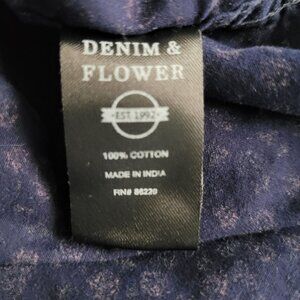 DENIM &
FLOWER
EST 1992
100% COTTON
MADE IN INDIA
RN# 86220